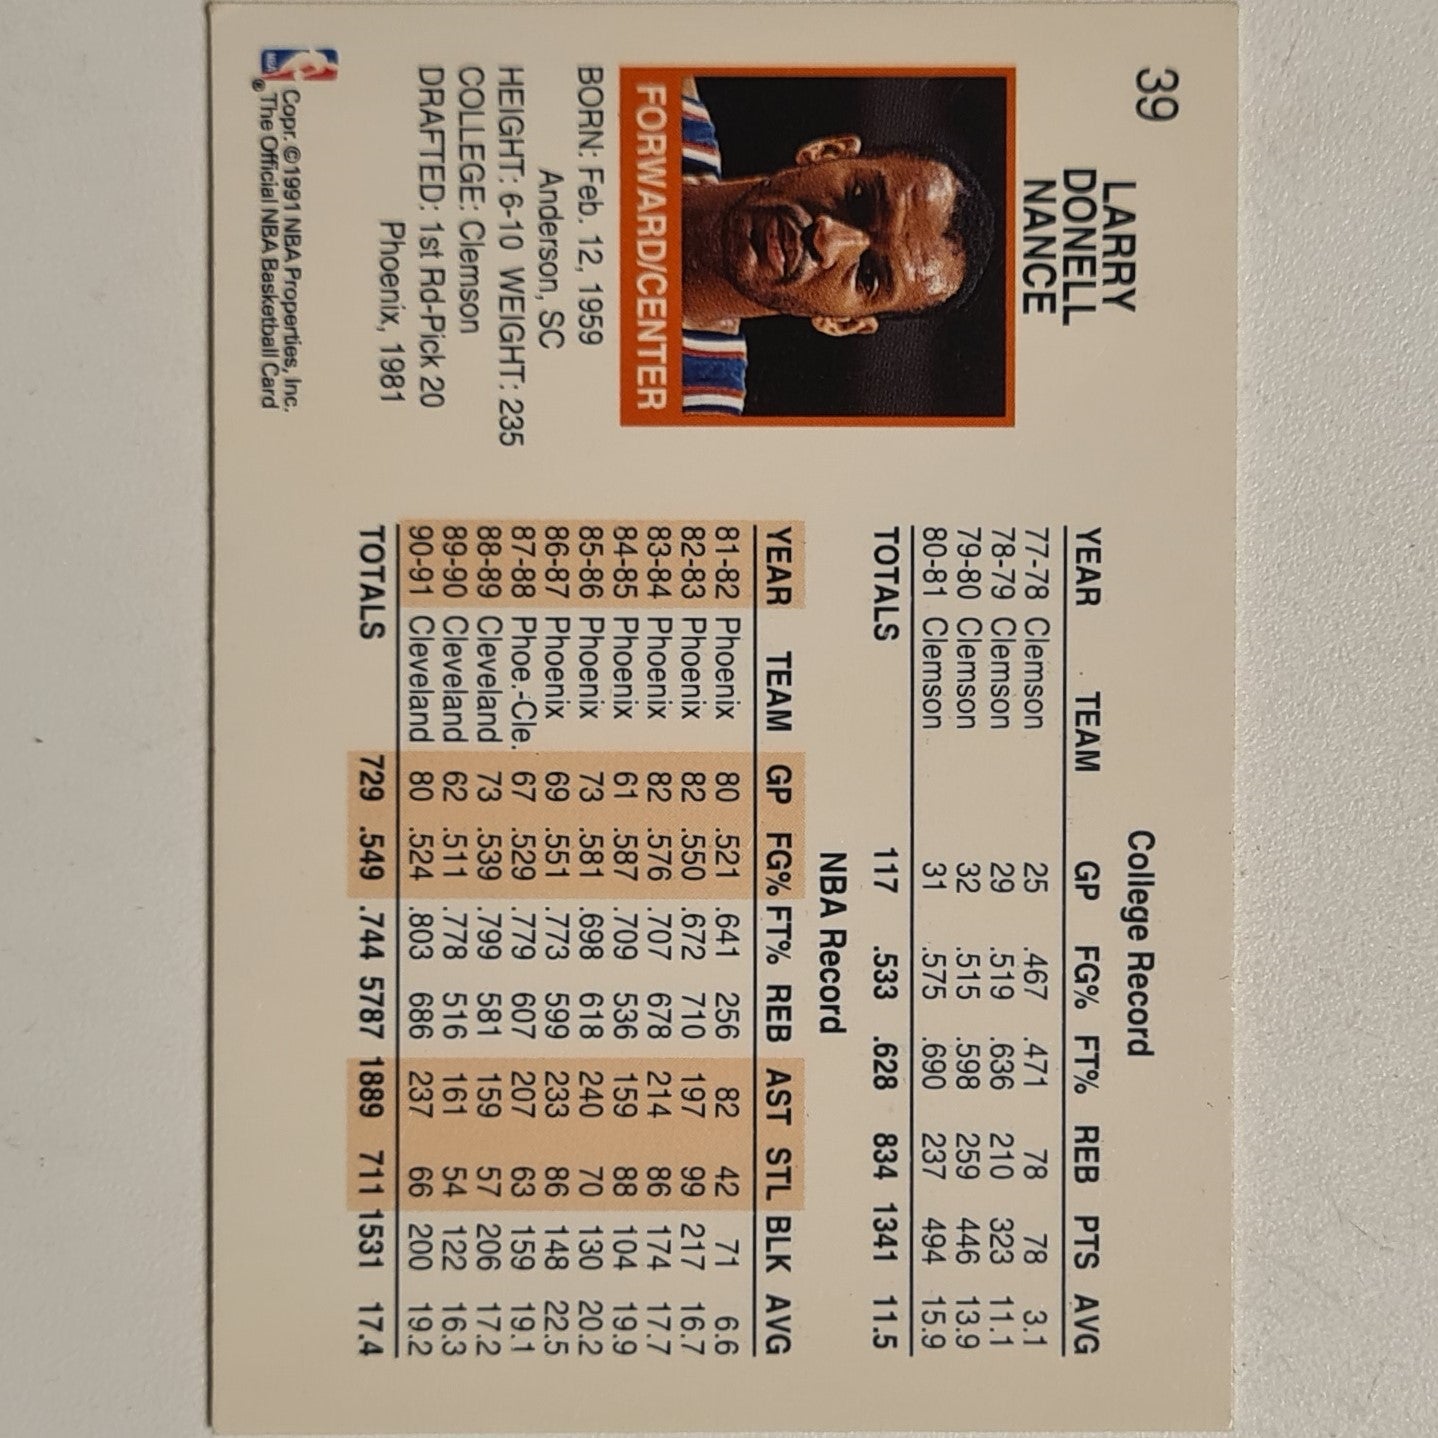 39
LARRY
DONELL
NANCE
FORWARD/CENTER
BORN: Feb. 12, 1959
Anderson, SC
HEIGHT: 6-10 WEIGHT: 235
COLLEGE: Clemson
DRAFTED: 1st Rd-Pick 20
Phoenix, 1981
NBA
Copr. ©1991 NBA Properties, Inc.
® The Official NBA Basketball Card
College Record
YEAR TEAM GP FG% FT% REB PTS AVG
77-78 Clemson 25 .467 .471 78 78 3.1
78-79 Clemson 29 .519 .636 210 323 11.1
79-80 Clemson 32 .515 .598 259 446 13.9
80-81 Clemson 31 .575 .690 237 494 15.9
TOTALS 117 .533 .628 834 1341 11.5
NBA Record
YEAR TEAM GP FG% FT% REB AST STL BLK AVG
81-82 Phoenix 80 .521 .641 256 82 42 71 6.6
82-83 Phoenix 82 .550 .672 710 197 99 217 16.7
83-84 Phoenix 82 .576 .707 678 214 86 174 17.7
84-85 Phoenix 61 .587 .709 536 159 88 104 19.9
85-86 Phoenix 73 .581 .698 618 240 70 130 20.2
86-87 Phoenix 69 .551 .773 599 233 86 148 22.5
87-88 Phoe.-Cle. 67 .529 .779 607 207 63 159 19.1
88-89 Cleveland 73 .539 .799 581 159 57 206 17.2
89-90 Cleveland 62 .511 .778 516 161 54 122 16.3
90-91 Cleveland 80 .524 .803 686 237 66 200 19.2
TOTALS 729 .549 .744 5787 1889 711 1531 17.4